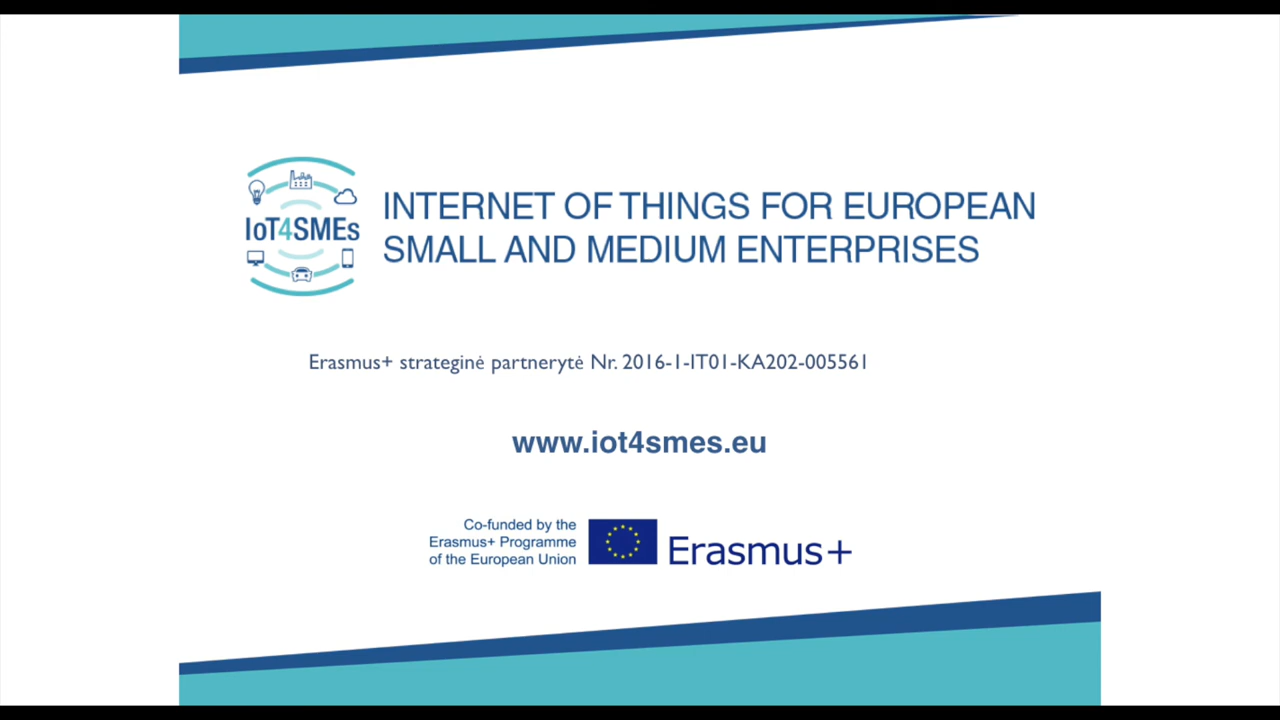 IoT4SMEs
INTERNET OF THINGS FOR EUROPEAN
SMALL AND MEDIUM ENTERPRISES
Erasmus+ strateginė partnerytė Nr. 2016-1-IT01-KA202-005561
www.iot4smes.eu
Co-funded by the
Erasmus+ Programme
of the European Union
Erasmus+